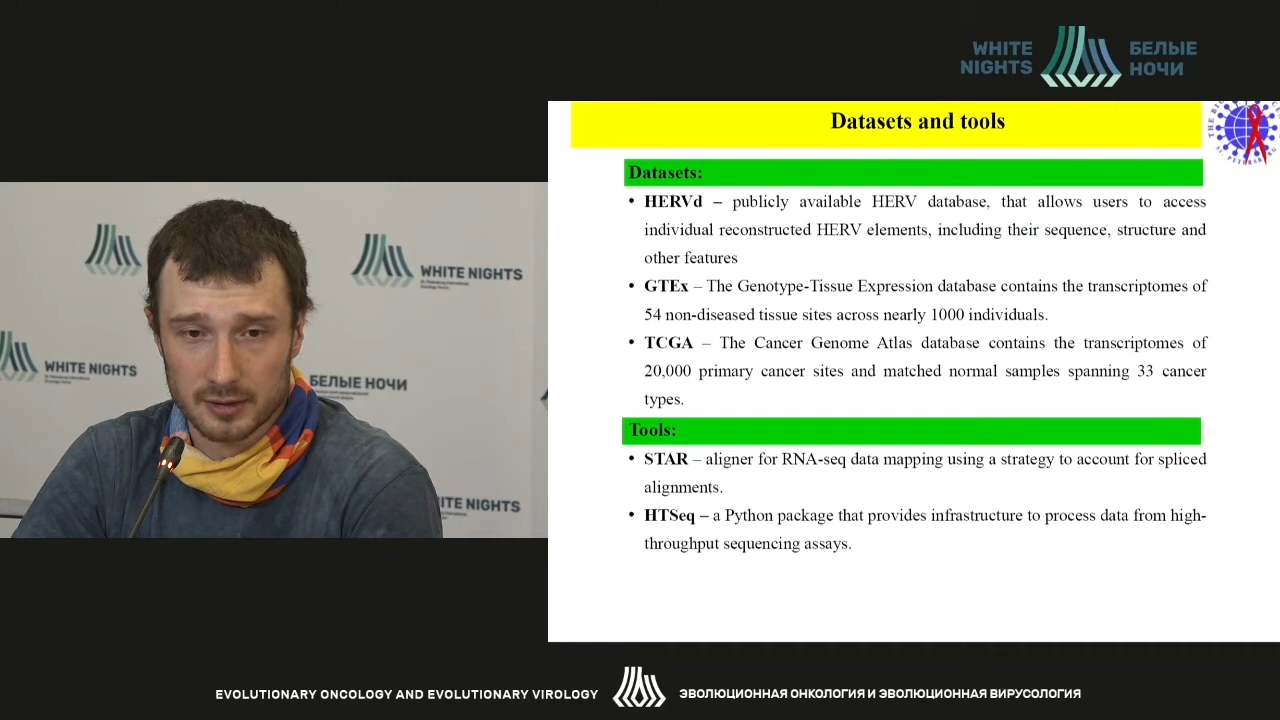 WHITE
NIGHTS
БЕЛЫЕ
НОЧИ
Datasets and tools
Datasets:
• HERVd – publicly available HERV database, that allows users to access
individual reconstructed HERV elements, including their sequence, structure and
other features
• GTEx – The Genotype-Tissue Expression database contains the transcriptomes of
54 non-diseased tissue sites across nearly 1000 individuals.
• TCGA – The Cancer Genome Atlas database contains the transcriptomes of
20,000 primary cancer sites and matched normal samples spanning 33 cancer
types.
Tools:
• STAR – aligner for RNA-seq data mapping using a strategy to account for spliced
alignments.
• HTSeq – a Python package that provides infrastructure to process data from high-
throughput sequencing assays.
WHITE NIGHTS
WHITE NIGHTS
БЕЛЫЕ НОЧИ
WHITE NIGHTS
EVOLUTIONARY ONCOLOGY AND EVOLUTIONARY VIROLOGY
ЭВОЛЮЦИОННАЯ ОНКОЛОГИЯ И ЭВОЛЮЦИОННАЯ ВИРУСОЛОГИЯ